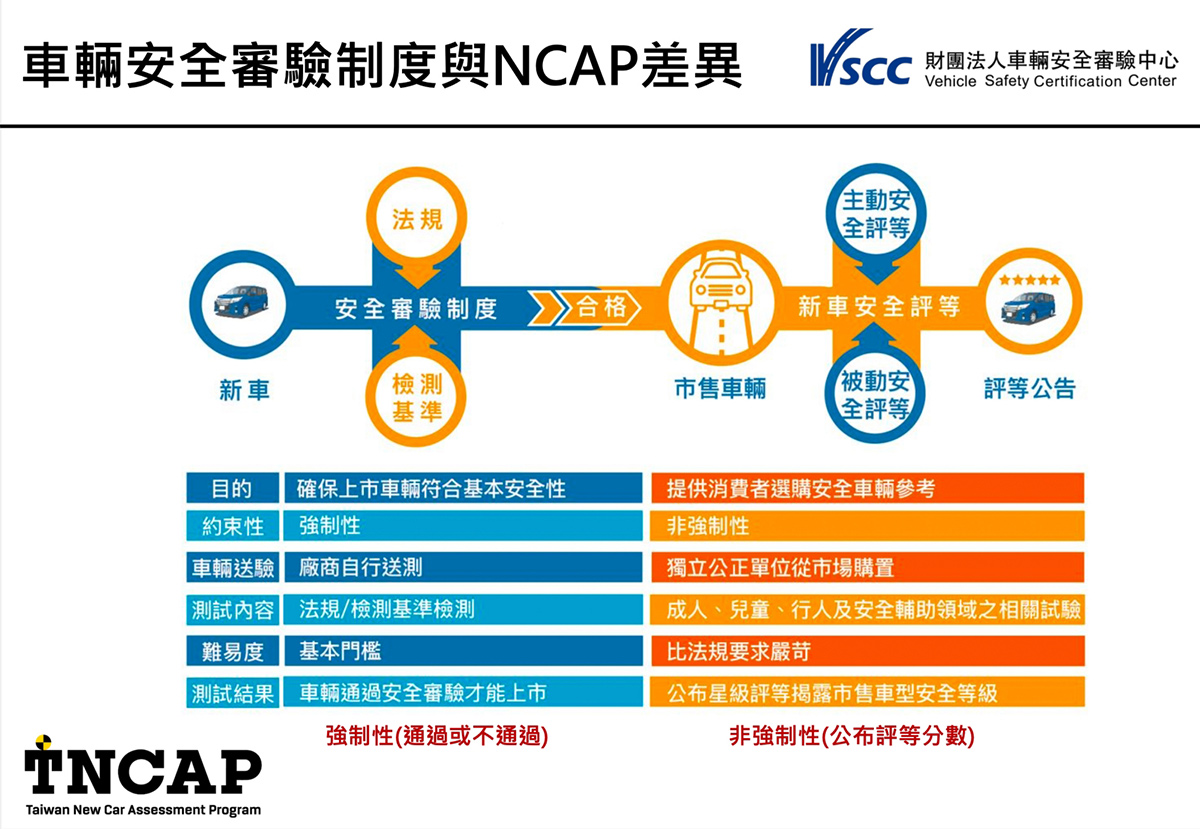 車輛安全審驗制度與NCAP差異
VSCC
財團法人車輛安全審驗中心
Vehicle Safety Certification Center
法規
主動安
全評等
安全審驗制度
合格
新車安全評等
新車
檢測
基準
市售車輛
被動安
全評等
評等公告
目的 確保上市車輛符合基本安全性 提供消費者選購安全車輛參考
約束性 強制性 非強制性
車輛送驗 廠商自行送測 獨立公正單位從市場購置
測試內容 法規/檢測基準檢測 成人、兒童、行人及安全輔助領域之相關試驗
難易度 基本門檻 比法規要求嚴苛
測試結果 車輛通過安全審驗才能上市 公布星級評等揭露市售車型安全等級
強制性(通過或不通過) 非強制性(公布評等分數)
TNCAP
Taiwan New Car Assessment Program